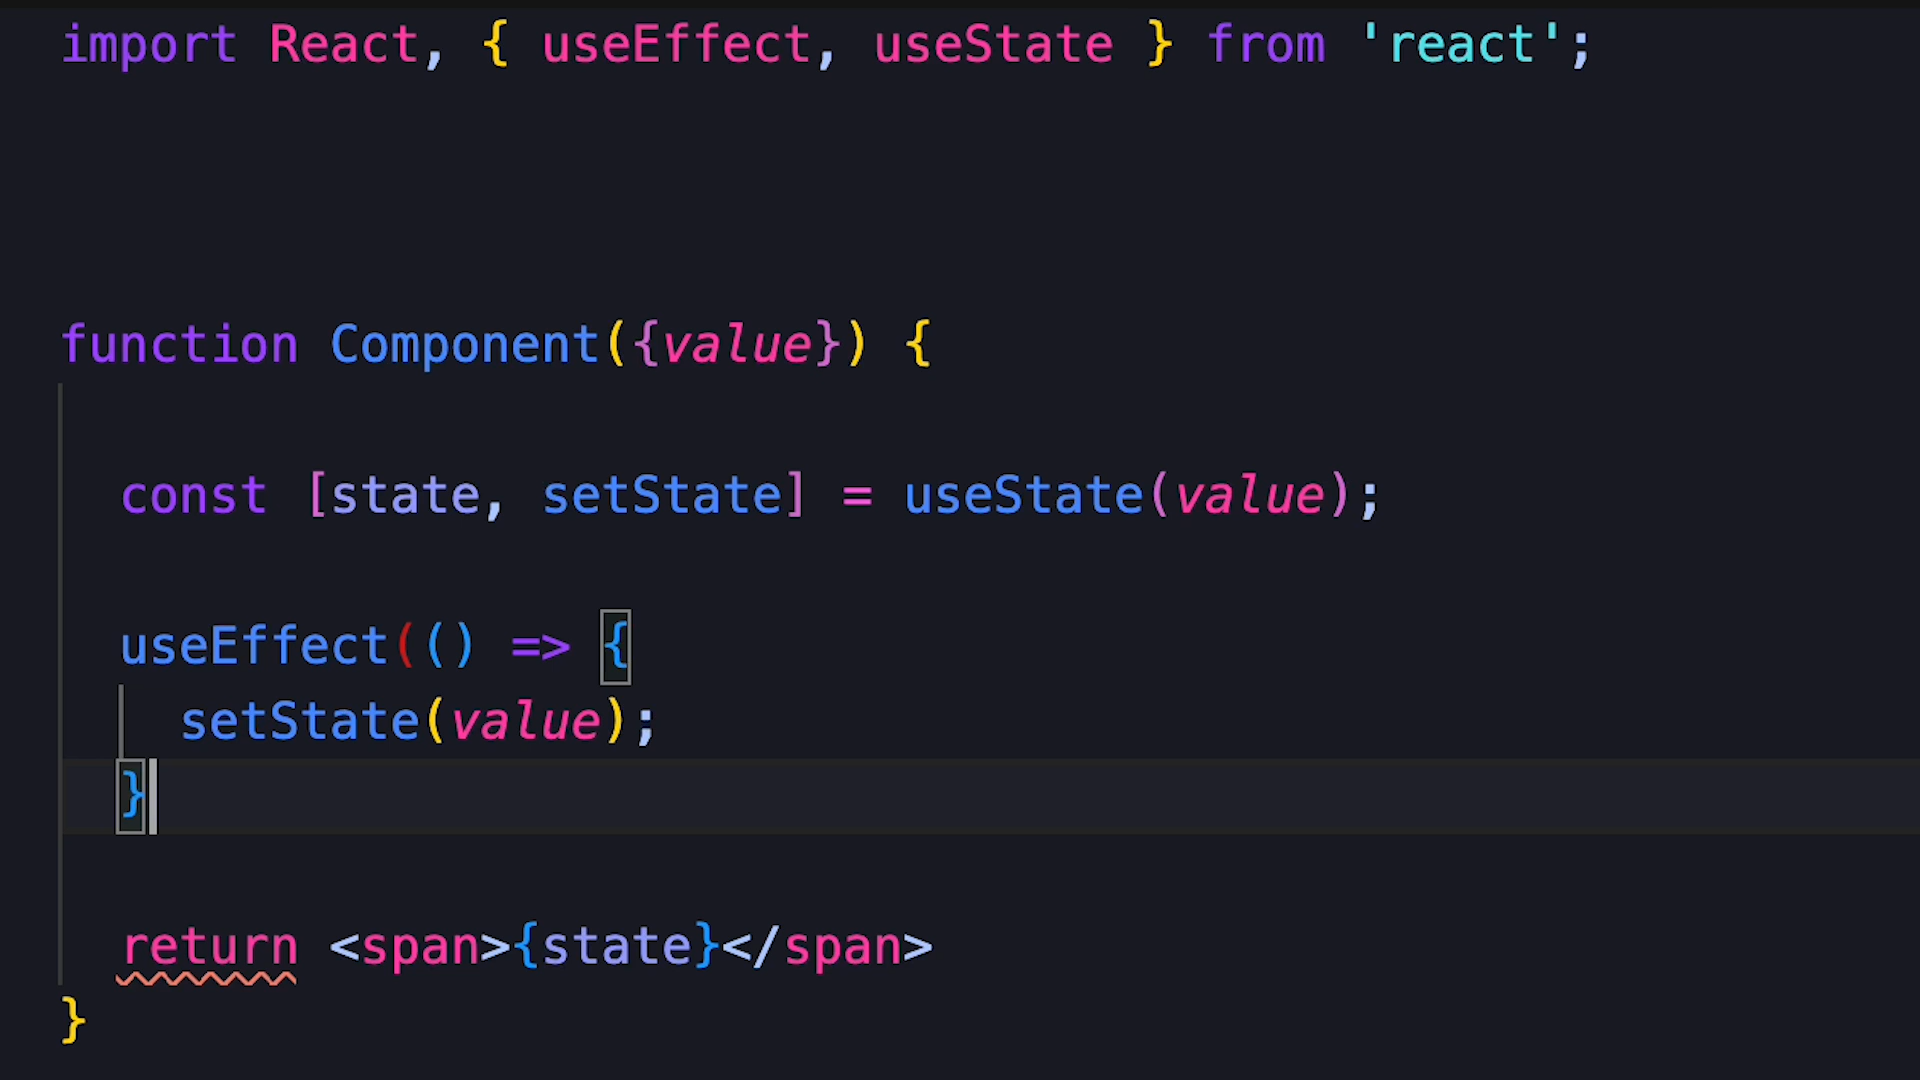 import React, { useEffect, useState } from 'react';
function Component({value}) {
const [state, setState] = useState(value);
useEffect(() => {
setState(value);
}
return <span>{state}</span>
}